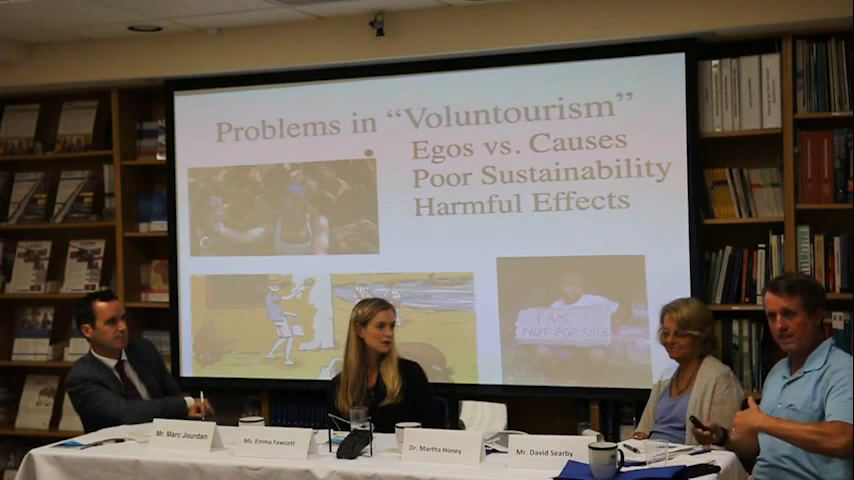 Problems in “Voluntourism”
Egos vs. Causes
Poor Sustainability
Harmful Effects
I AM
NOT FOR SALE
Mr. Marc Jourdan
Ms. Emma Fawcett
Dr. Martha Honey
Mr. David Searby